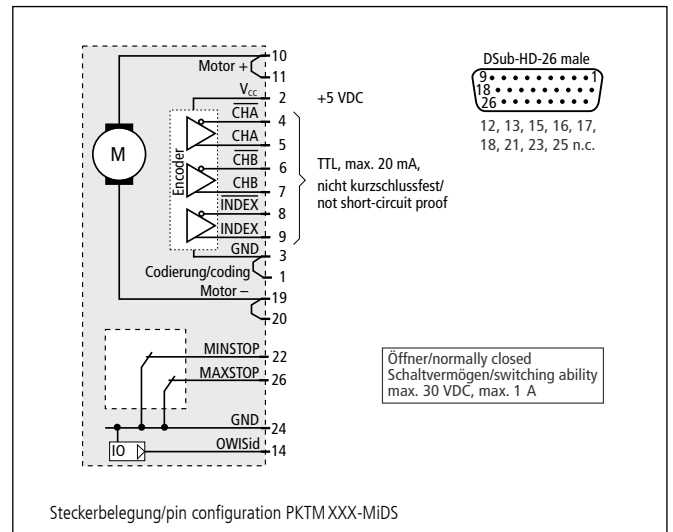 10
Motor +
11
V_CC
2
+5 VDC
C̅H̅A̅
4
CHA
5
C̅H̅B̅
6
CHB
7
I̅N̅D̅E̅X̅
8
INDEX
9
GND
3
Codierung/coding
1
Motor –
19
20
M
Encoder
TTL, max. 20 mA,
nicht kurzschlussfest/
not short-circuit proof
DSub-HD-26 male
9 1
18
26
12, 13, 15, 16, 17,
18, 21, 23, 25 n.c.
MINSTOP
22
MAXSTOP
26
GND
24
IO
OWISid
14
Öffner/normally closed
Schaltvermögen/switching ability
max. 30 VDC, max. 1 A
Steckerbelegung/pin configuration PKTM XXX-MiDS